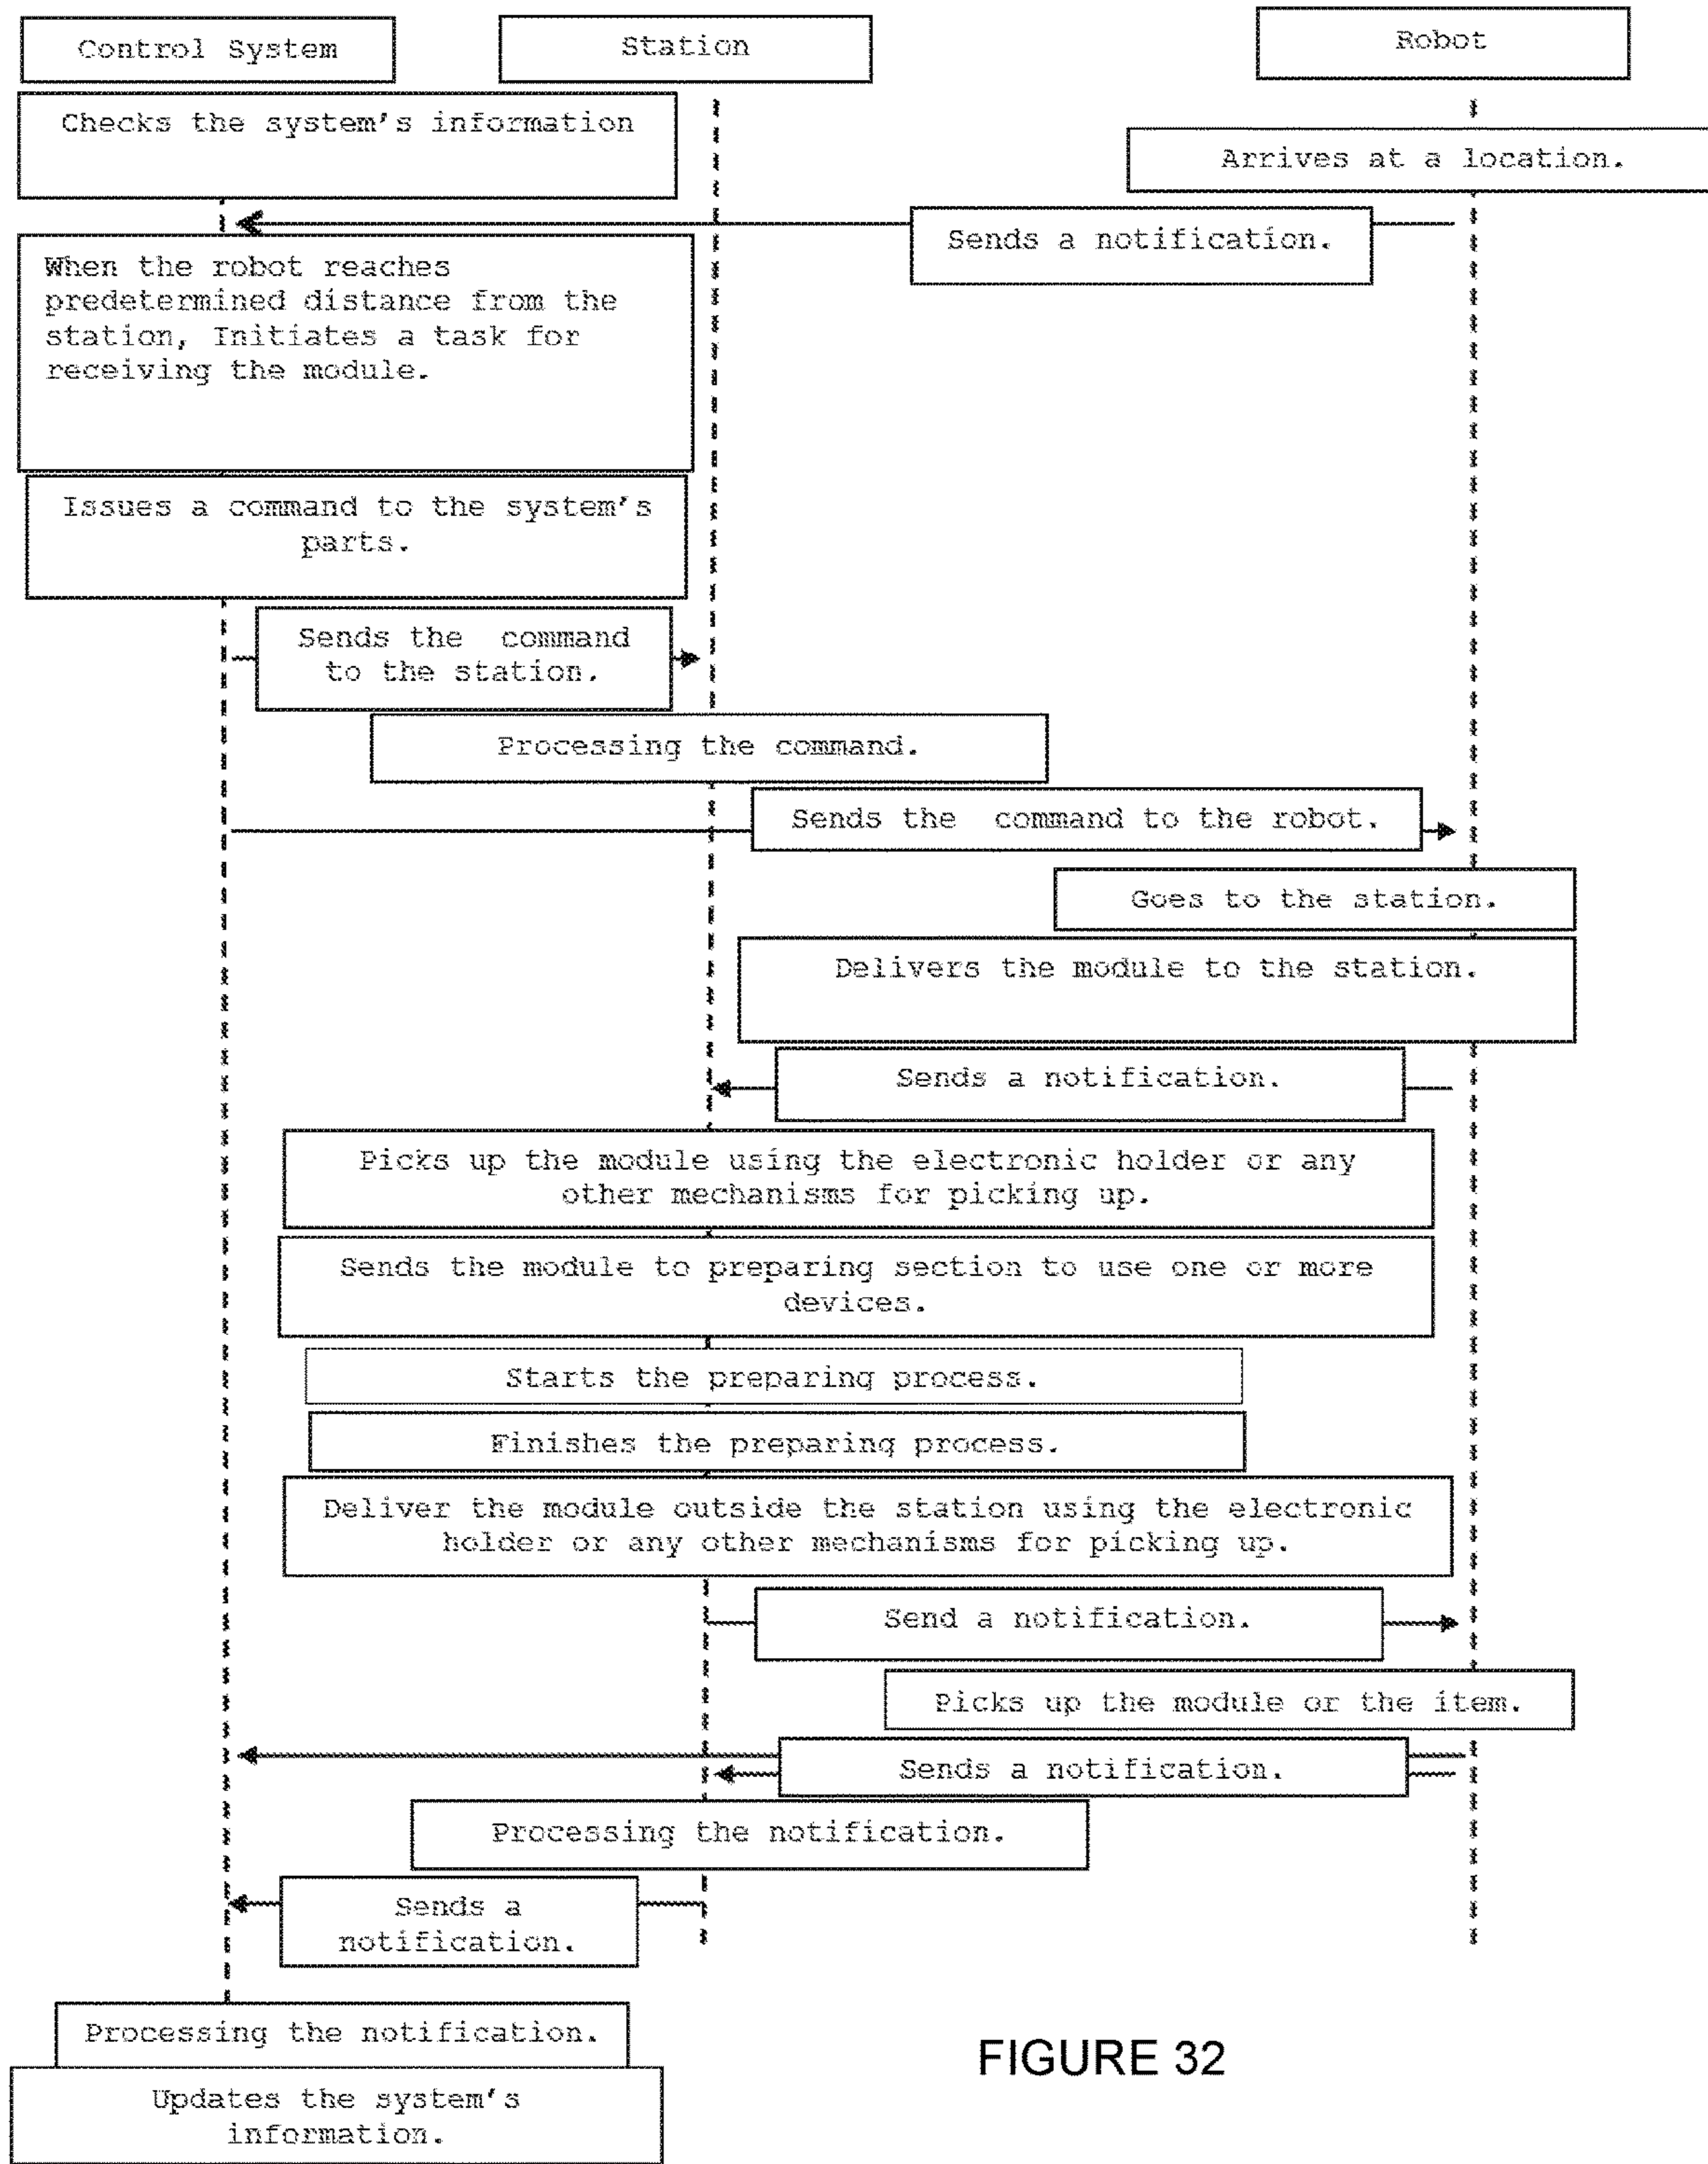 Control System
Station
Robot
Checks the system's information
Arrives at a location.
Sends a notification.
When the robot reaches
predetermined distance from the
station, Initiates a task for
receiving the module.
Issues a command to the system's
parts.
Sends the command
to the station.
Processing the command.
Sends the command to the robot.
Goes to the station.
Delivers the module to the station.
Sends a notification.
Picks up the module using the electronic holder or any
other mechanisms for picking up.
Sends the module to preparing section to use one or more
devices.
Starts the preparing process.
Finishes the preparing process.
Deliver the module outside the station using the electronic
holder or any other mechanisms for picking up.
Send a notification.
Picks up the module or the item.
Sends a notification.
Processing the notification.
Sends a
notification.
Processing the notification.
Updates the system's
information.
FIGURE 32